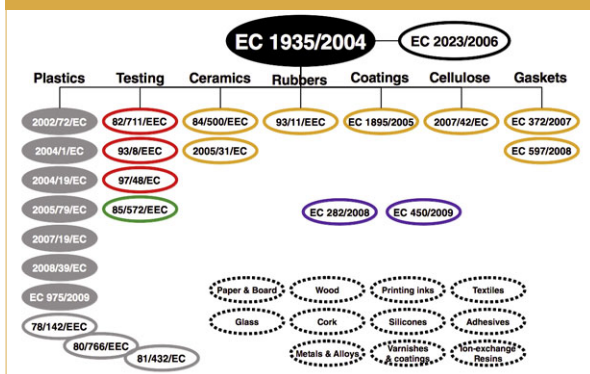 EC 1935/2004
EC 2023/2006
Plastics Testing Ceramics Rubbers Coatings Cellulose Gaskets
2002/72/EC 82/711/EEC 84/500/EEC 93/11/EEC EC 1895/2005 2007/42/EC EC 372/2007
2004/1/EC 93/8/EEC 2005/31/EC EC 597/2008
2004/19/EC 97/48/EC
2005/79/EC 85/572/EEC EC 282/2008 EC 450/2009
2007/19/EC
2008/39/EC
EC 975/2009
Paper & Board Wood Printing inks Textiles
78/142/EEC Glass Cork Silicones Adhesives
80/766/EEC
81/432/EC
Metals & Alloys Varnishes
& coatings
Ion-exchange
Resins